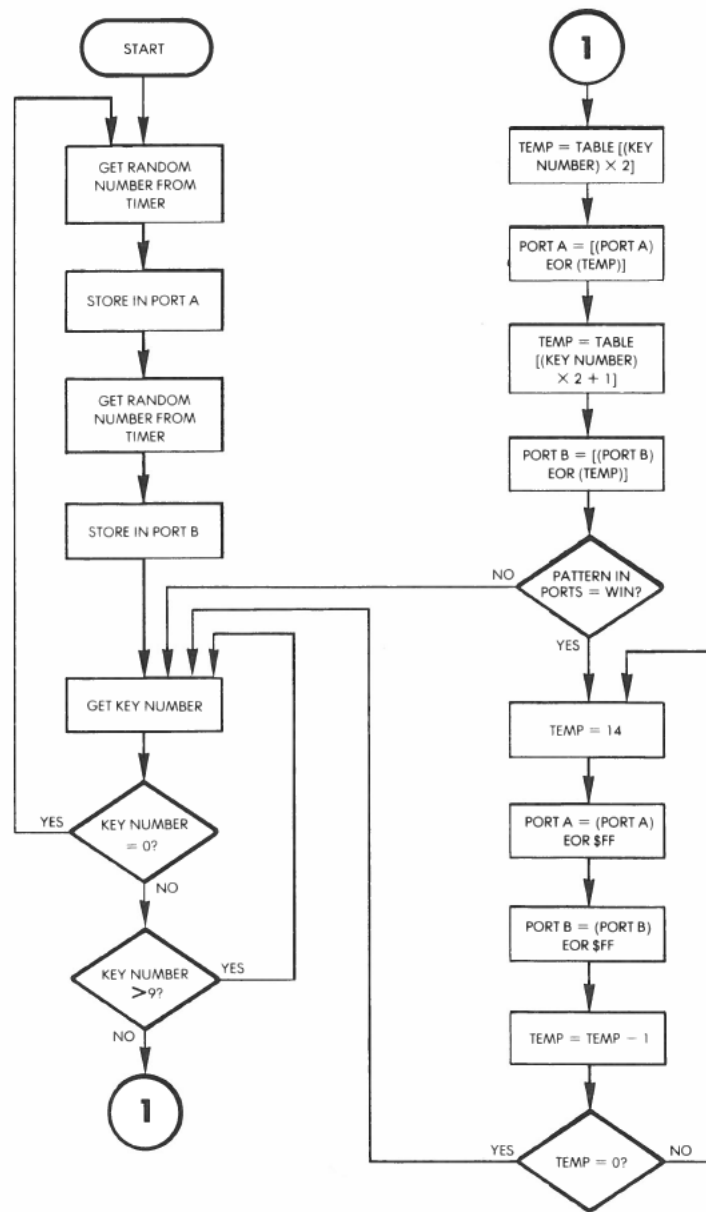 START
GET RANDOM
NUMBER FROM
TIMER
STORE IN PORT A
GET RANDOM
NUMBER FROM
TIMER
STORE IN PORT B
GET KEY NUMBER
YES
KEY NUMBER
= 0?
NO
KEY NUMBER
>9?
YES
NO
1
1
TEMP = TABLE [(KEY
NUMBER) × 2]
PORT A = [(PORT A)
EOR (TEMP)]
TEMP = TABLE
[(KEY NUMBER)
× 2 + 1]
PORT B = [(PORT B)
EOR (TEMP)]
NO
PATTERN IN
PORTS = WIN?
YES
TEMP = 14
PORT A = (PORT A)
EOR $FF
PORT B = (PORT B)
EOR $FF
TEMP = TEMP − 1
YES
TEMP = 0?
NO